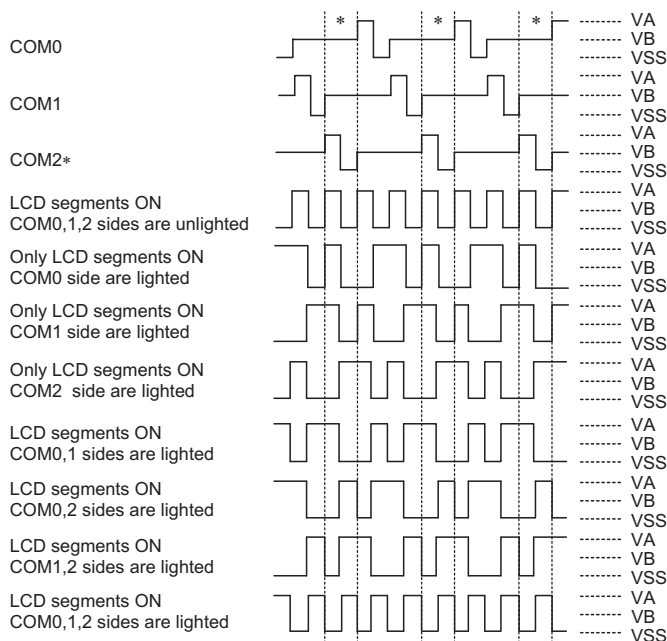 * * *
COM0
VA
VB
VSS
COM1
VA
VB
VSS
COM2*
VA
VB
VSS
LCD segments ON
COM0,1,2 sides are unlighted
VA
VB
VSS
Only LCD segments ON
COM0 side are lighted
VA
VB
VSS
Only LCD segments ON
COM1 side are lighted
VA
VB
VSS
Only LCD segments ON
COM2 side are lighted
VA
VB
VSS
LCD segments ON
COM0,1 sides are lighted
VA
VB
VSS
LCD segments ON
COM0,2 sides are lighted
VA
VB
VSS
LCD segments ON
COM1,2 sides are lighted
VA
VB
VSS
LCD segments ON
COM0,1,2 sides are lighted
VA
VB
VSS